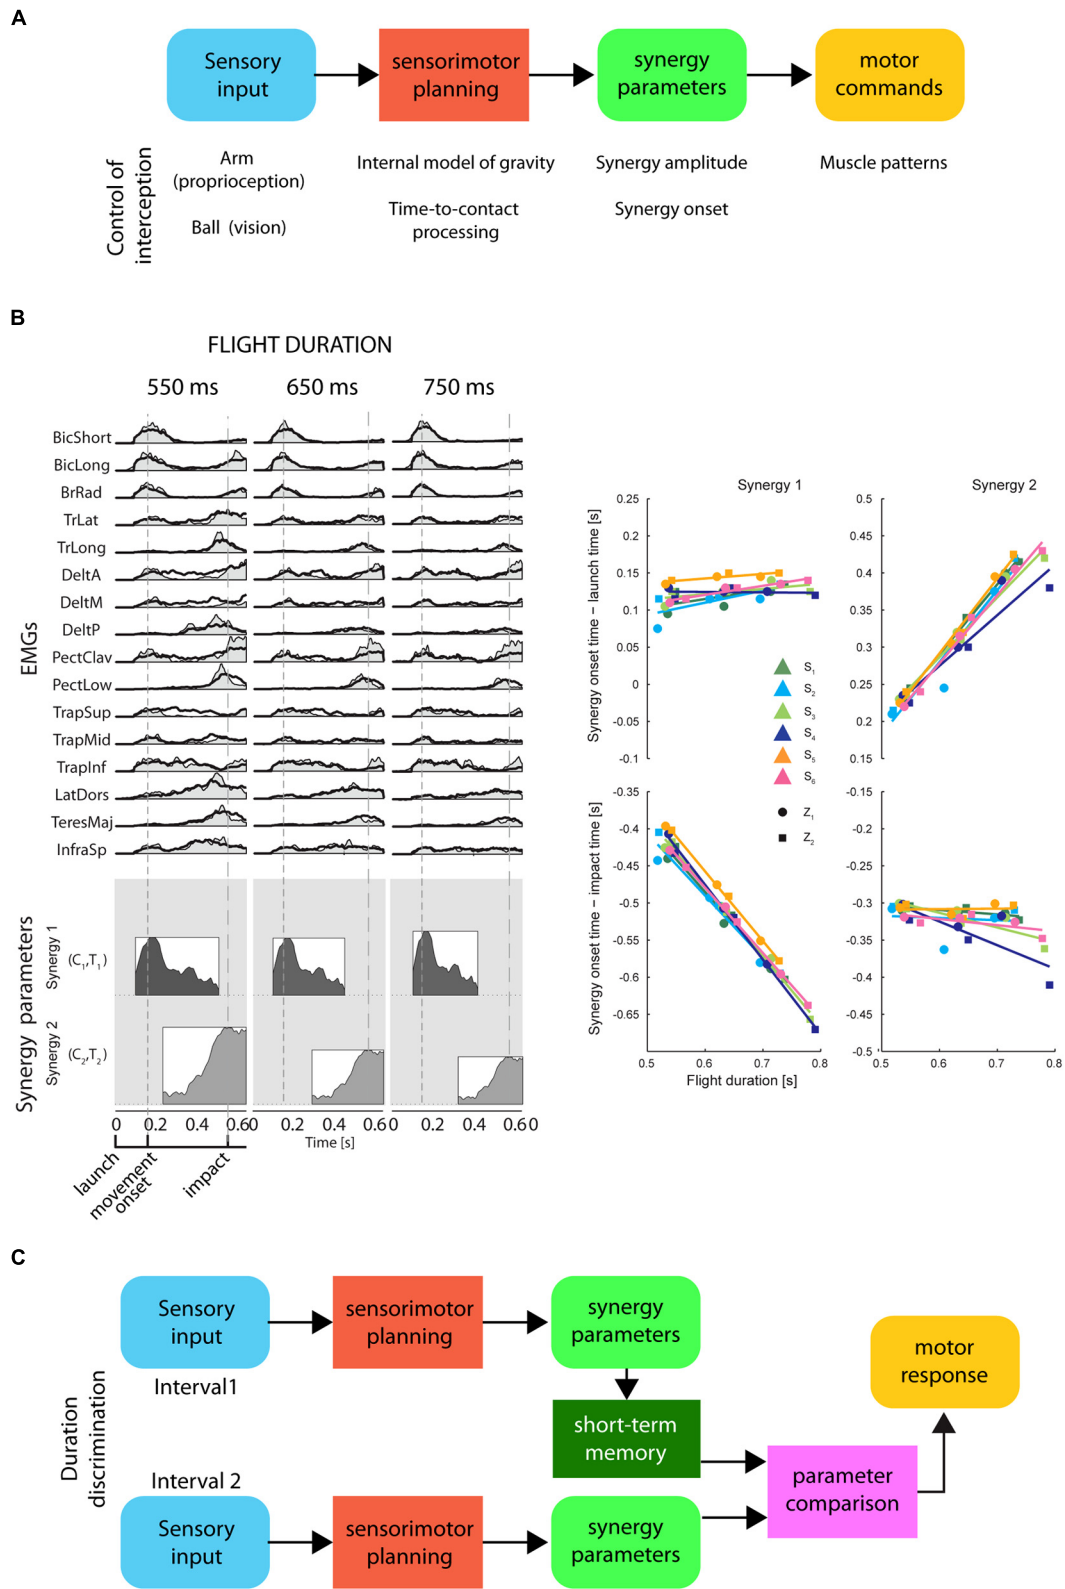 A
Sensory
input
sensorimotor
planning
synergy
parameters
motor
commands
Control of
interception
Arm
(proprioception)
Ball (vision)
Internal model of gravity
Time-to-contact
processing
Synergy amplitude
Synergy onset
Muscle patterns
B
FLIGHT DURATION
550 ms
650 ms
750 ms
EMGs
BicShort
BicLong
BrRad
TrLat
TrLong
DeltA
DeltM
DeltP
PectClav
PectLow
TrapSup
TrapMid
TrapInf
LatDors
TeresMaj
InfraSp
Synergy parameters
Synergy 1
(C1,T1)
Synergy 2
(C2,T2)
0 0.2 0.4 0.6 0 0.2 0.4 0.6 0 0.2 0.4 0.6 0
Time [s]
launch
movement
onset
impact
Synergy 1
Synergy onset time − launch time [s]
0.25
0.2
0.15
0.1
0.05
0
-0.05
-0.1
Synergy 2
0.5
0.45
0.4
0.35
0.3
0.25
0.2
0.15
S1
S2
S3
S4
S5
S6
Z1
Z2
Synergy onset time − impact time [s]
-0.35
-0.4
-0.45
-0.5
-0.55
-0.6
-0.65
0.5 0.6 0.7 0.8
Flight duration [s]
-0.15
-0.2
-0.25
-0.3
-0.35
-0.4
-0.45
-0.5
0.5 0.6 0.7 0.8
C
Duration
discrimination
Sensory
input
Interval1
sensorimotor
planning
synergy
parameters
short-term
memory
motor
response
Interval 2
Sensory
input
sensorimotor
planning
synergy
parameters
parameter
comparison